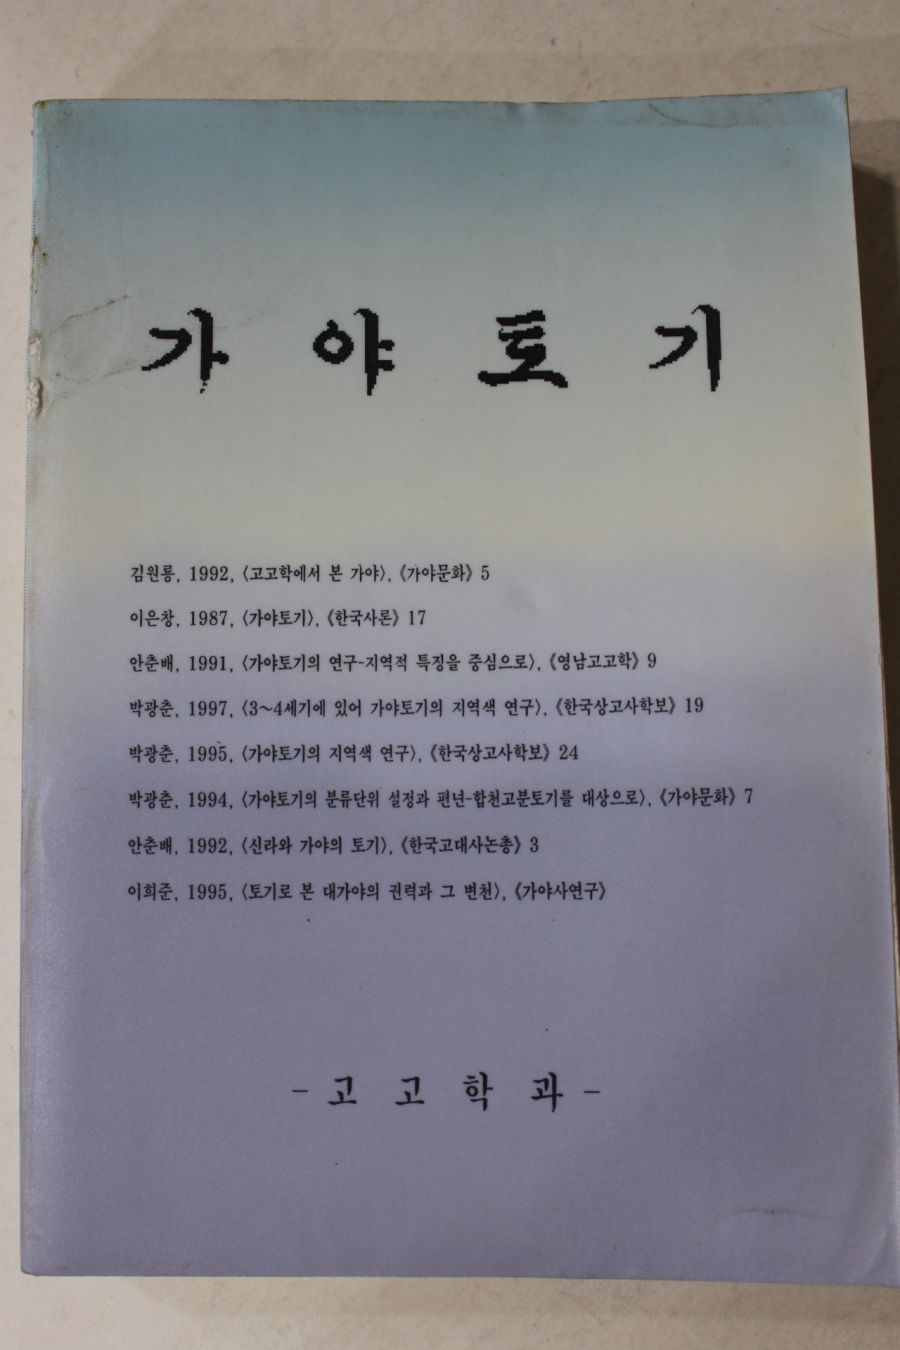 가야토기
김원룡, 1992, 〈고고학에서 본 가야〉, 《가야문화》 5
이은창, 1987, 〈가야토기〉, 《한국사론》 17
안춘배, 1991, 〈가야토기의 연구-지역적 특징을 중심으로〉, 《영남고고학》 9
박광춘, 1997, 〈3~4세기에 있어 가야토기의 지역색 연구〉, 《한국상고사학보》 19
박광춘, 1995, 〈가야토기의 지역색 연구〉, 《한국상고사학보》 24
박광춘, 1994, 〈가야토기의 분류단위 설정과 편년-합천고분토기를 대상으로〉, 《가야문화》 7
안춘배, 1992, 〈신라와 가야의 토기〉, 《한국고대사논총》 3
이희준, 1995, 〈토기로 본 대가야의 권력과 그 변천〉, 《가야사연구》
- 고고학과 -